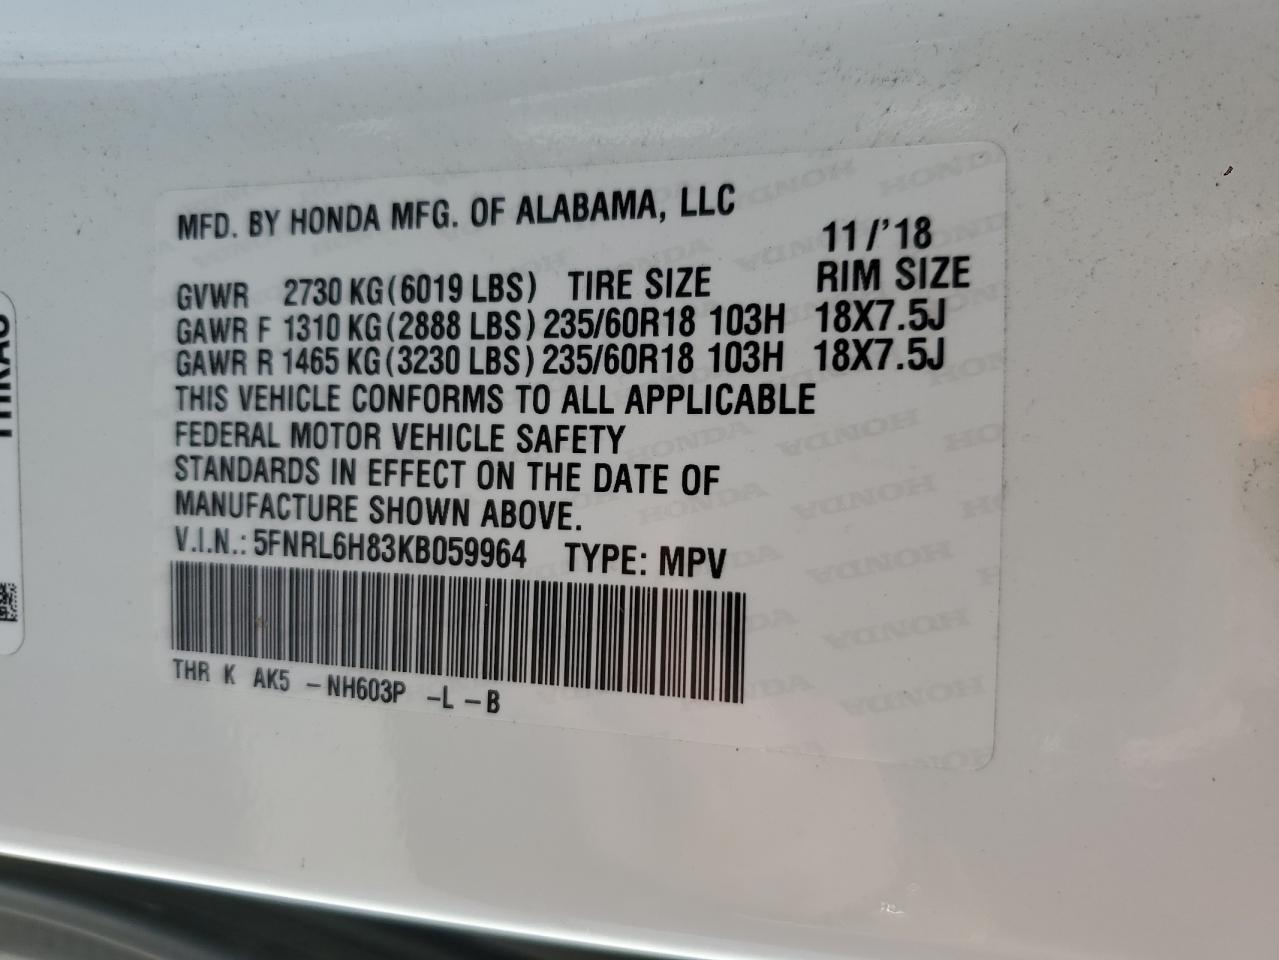 MFD. BY HONDA MFG. OF ALABAMA, LLC
11/'18
GVWR 2730 KG(6019 LBS) TIRE SIZE RIM SIZE
GAWR F 1310 KG(2888 LBS) 235/60R18 103H 18X7.5J
GAWR R 1465 KG(3230 LBS) 235/60R18 103H 18X7.5J
THIS VEHICLE CONFORMS TO ALL APPLICABLE
FEDERAL MOTOR VEHICLE SAFETY
STANDARDS IN EFFECT ON THE DATE OF
MANUFACTURE SHOWN ABOVE.
V.I.N.: 5FNRL6H83KB059964 TYPE: MPV
THR K AK5 -NH603P -L -B